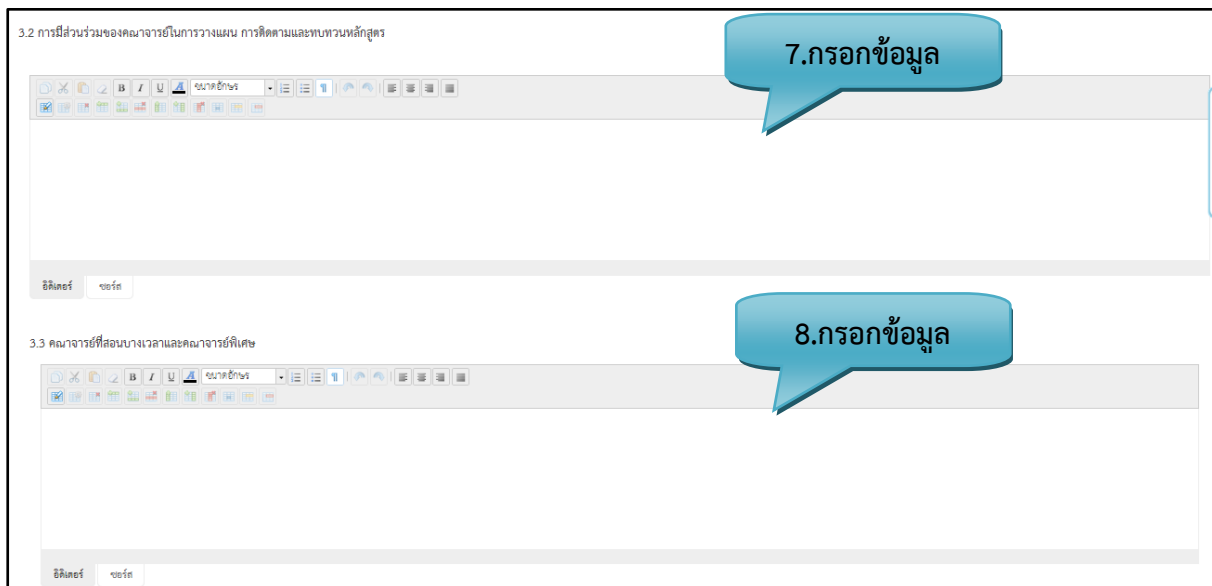 3.2 การมีส่วนร่วมของคณาจารย์ในการวางแผน การติดตามและทบทวนหลักสูตร
7.กรอกข้อมูล
B I U A ขนาดอักษร
อีดิเตอร์ ซอร์ส
8.กรอกข้อมูล
3.3 คณาจารย์ที่สอนบางเวลาและคณาจารย์พิเศษ
B I U A ขนาดอักษร
อีดิเตอร์ ซอร์ส